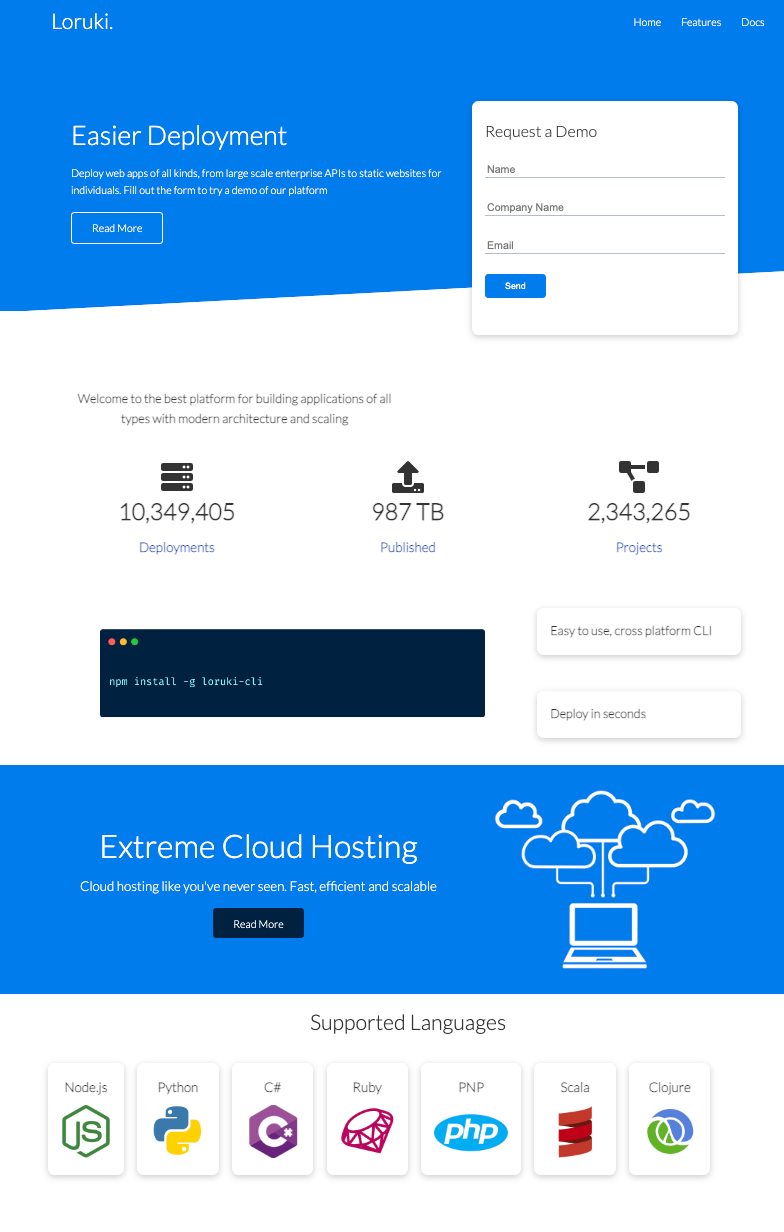 Loruki.
Home Features Docs
Easier Deployment
Deploy web apps of all kinds, from large scale enterprise APIs to static websites for
individuals. Fill out the form to try a demo of our platform
Read More
Request a Demo
Name
Company Name
Email
Send
Welcome to the best platform for building applications of all
types with modern architecture and scaling
10,349,405
Deployments
987 TB
Published
2,343,265
Projects
npm install -g loruki-cli
Easy to use, cross platform CLI
Deploy in seconds
Extreme Cloud Hosting
Cloud hosting like you've never seen. Fast, efficient and scalable
Read More
Supported Languages
Node.js
JS
Python
C#
C#
Ruby
PNP
php
Scala
Clojure